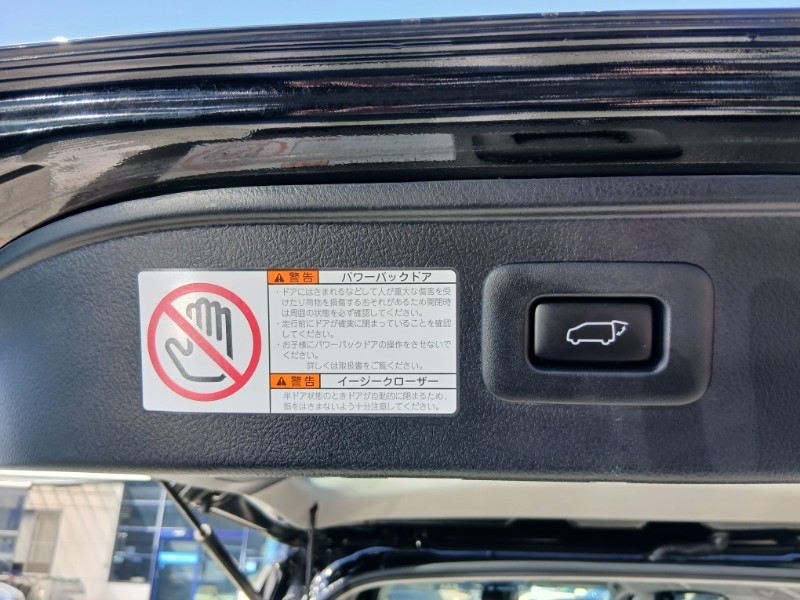 警告 パワーバックドア
・ドアにはさまれるなどして人が重大な傷害を受
けたり荷物を損傷するおそれがあるため開閉時
は周囲の状態を必ず確認してください。
・走行前にドアが確実に閉まっていることを確認
してください。
・お子様にパワーバックドアの操作をさせないで
ください。
詳しくは取扱書をご覧ください。
警告 イージークローザー
半ドア状態のときドアが自動的に閉まるため、
指をはさまないよう十分注意してください。